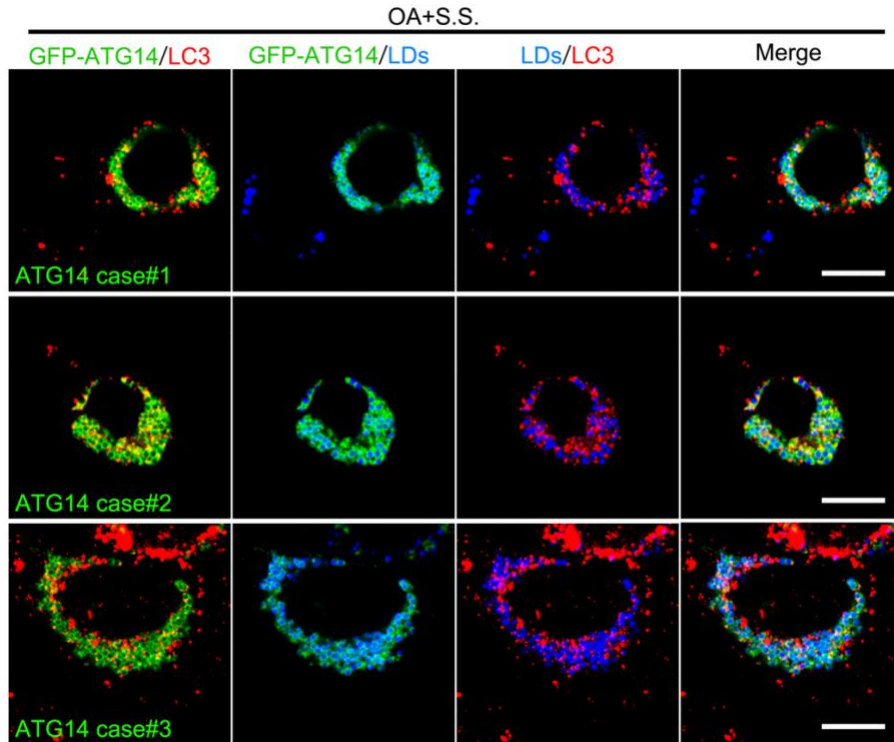 OA+S.S.
GFP-ATG14/LC3 GFP-ATG14/LDs LDs/LC3 Merge
ATG14 case#1
ATG14 case#2
ATG14 case#3